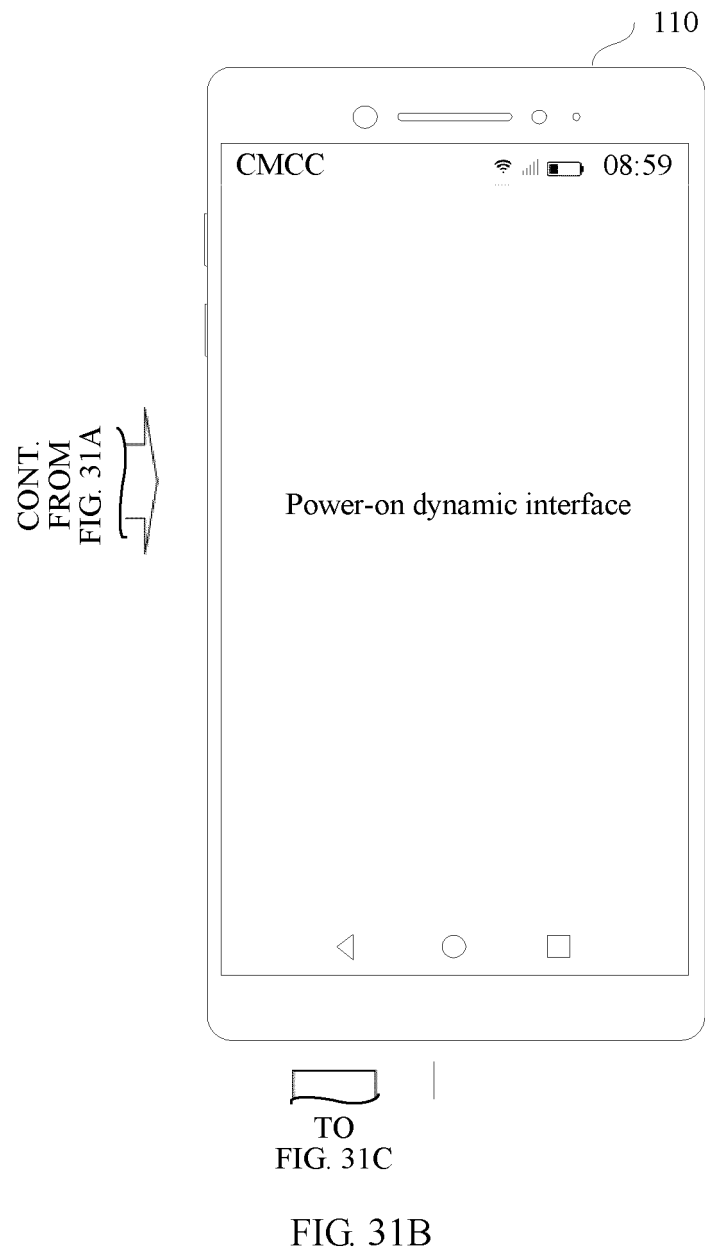 110
CMCC 08:59
CONT.
FROM
FIG. 31A
Power-on dynamic interface
TO
FIG. 31C
FIG. 31B